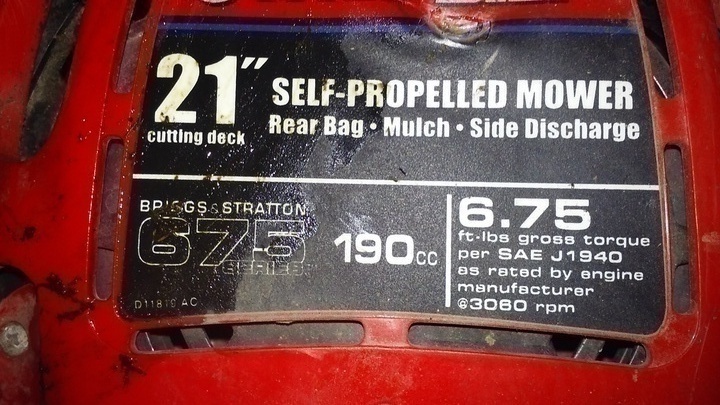 21"
cutting deck
SELF-PROPELLED MOWER
Rear Bag • Mulch • Side Discharge
BRIGGS & STRATTON
675
SERIES
190cc
6.75
ft-lbs gross torque
per SAE J1940
as rated by engine
manufacturer
@3060 rpm